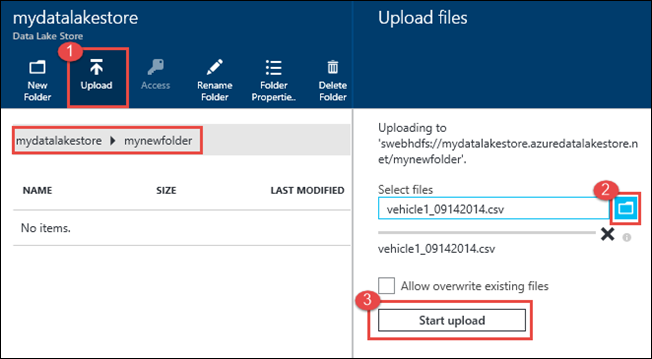 mydatalakestore
Data Lake Store
1
New
Folder
Upload
Access
Rename
Folder
Folder
Propertie..
Delete
Folder
mydatalakestore mynewfolder
NAME SIZE LAST MODIFIED
No items.
Upload files
Uploading to
'swebhdfs://mydatalakestore.azuredatalakestore.n
et/mynewfolder'.
Select files
2
vehicle1_09142014.csv
vehicle1_09142014.csv
Allow overwrite existing files
3
Start upload